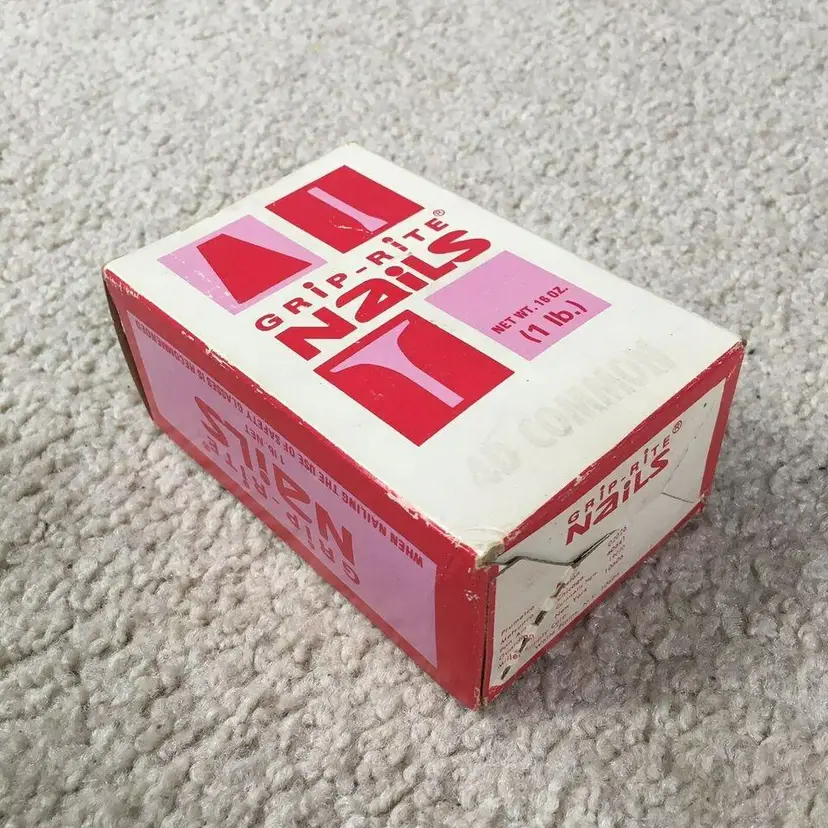 GRiP-RiTE®
NaiLS
NET WT. 16 OZ.
(1 lb.)
4D COMMON
WHEN NAILING THE USE OF SAFETY GLASSES IS RECOMMENDED
GRiP-RiTE
NaiLS
1 lb. NET
GRiP-RiTE®
NaiLS